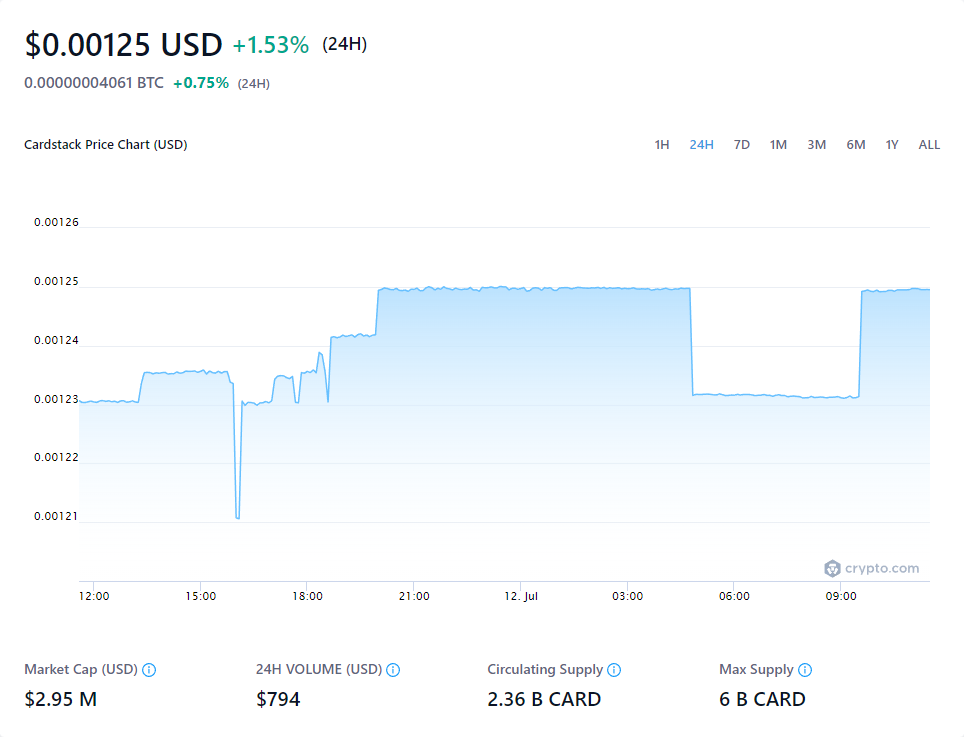 $0.00125 USD +1.53% (24H)
0.00000004061 BTC +0.75% (24H)
Cardstack Price Chart (USD) 1H 24H 7D 1M 3M 6M 1Y ALL
0.00126
0.00125
0.00124
0.00123
0.00122
0.00121
crypto.com
12:00 15:00 18:00 21:00 12. Jul 03:00 06:00 09:00
Market Cap (USD) 24H VOLUME (USD) Circulating Supply Max Supply
$2.95 M $794 2.36 B CARD 6 B CARD